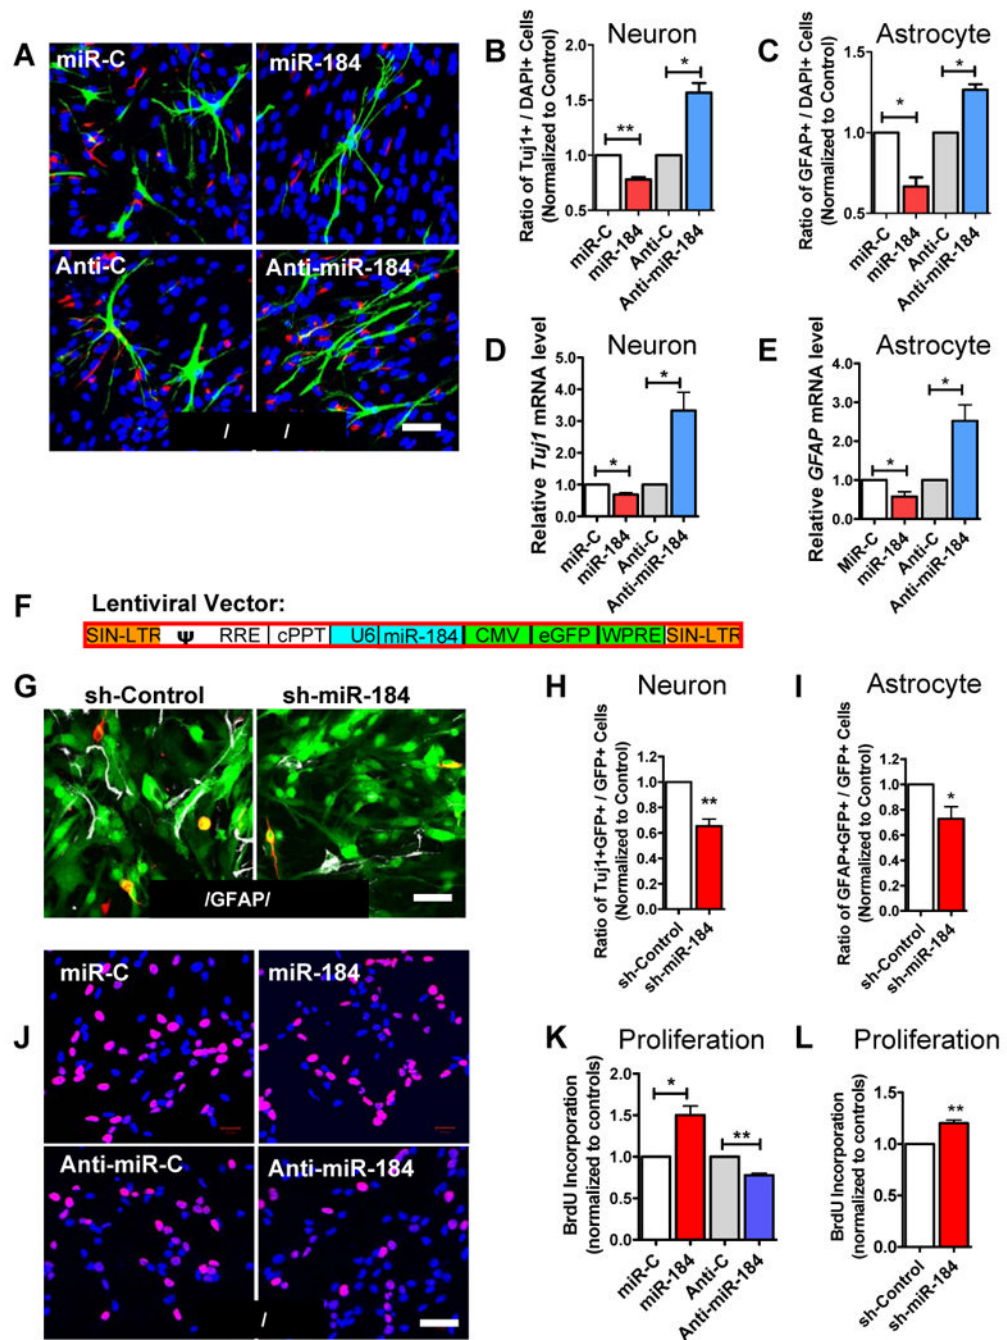 A
miR-C
miR-184
Anti-C
Anti-miR-184
/ /
B
Neuron
Ratio of Tuj1+ / DAPI+ Cells
(Normalized to Control)
2.0
1.5
1.0
0.5
**
*
miR-C
miR-184
Anti-C
Anti-miR-184
C
Astrocyte
Ratio of GFAP+ / DAPI+ Cells
(Normalized to Control)
1.5
1.0
0.5
*
*
miR-C
miR-184
Anti-C
Anti-miR-184
D
Neuron
Relative Tuj1 mRNA level
5.0
4.0
3.0
2.0
1.0
0.0
*
*
miR-C
miR-184
Anti-C
Anti-miR-184
E
Astrocyte
Relative GFAP mRNA level
4.0
3.0
2.0
1.0
0.0
*
*
MiR-C
miR-184
Anti-C
Anti-miR-184
F
Lentiviral Vector:
SIN-LTR Ψ RRE cPPT U6 miR-184 CMV eGFP WPRE SIN-LTR
G
sh-Control
sh-miR-184
/GFAP/
H
Neuron
Ratio of Tuj1+GFP+ / GFP+ Cells
(Normalized to Control)
1.2
1.0
0.8
0.6
0.4
0.2
0.0
**
sh-Control
sh-miR-184
I
Astrocyte
Ratio of GFAP+GFP+ / GFP+ Cells
(Normalized to Control)
1.2
1.0
0.8
0.6
0.4
0.2
0.0
*
sh-Control
sh-miR-184
J
miR-C
miR-184
Anti-miR-C
Anti-miR-184
/
K
Proliferation
BrdU Incorporation
(normalized to controls)
2.0
1.5
1.0
0.5
0.0
*
**
miR-C
miR-184
Anti-C
Anti-miR-184
L
Proliferation
BrdU Incorporation
(normalized to controls)
1.5
1.0
0.5
0.0
**
sh-Control
sh-miR-184